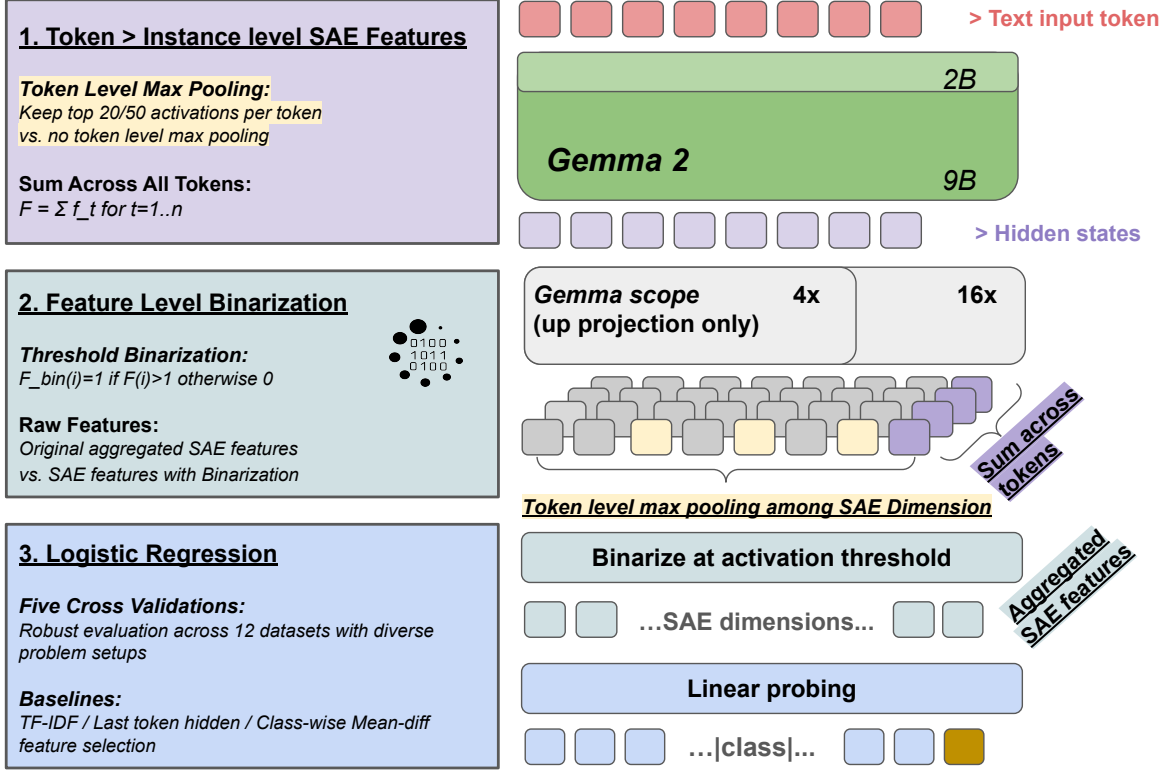 1. Token > Instance level SAE Features
Token Level Max Pooling:
Keep top 20/50 activations per token
vs. no token level max pooling
Sum Across All Tokens:
F = Σ f_t for t=1..n
2. Feature Level Binarization
Threshold Binarization:
F_bin(i)=1 if F(i)>1 otherwise 0
Raw Features:
Original aggregated SAE features
vs. SAE features with Binarization
0100
1011
0100
3. Logistic Regression
Five Cross Validations:
Robust evaluation across 12 datasets with diverse
problem setups
Baselines:
TF-IDF / Last token hidden / Class-wise Mean-diff
feature selection
> Text input token
2B
Gemma 2
9B
> Hidden states
Gemma scope 4x 16x
(up projection only)
Sum across
tokens
Token level max pooling among SAE Dimension
Binarize at activation threshold
Aggregated
SAE features
...SAE dimensions...
Linear probing
...|class|...